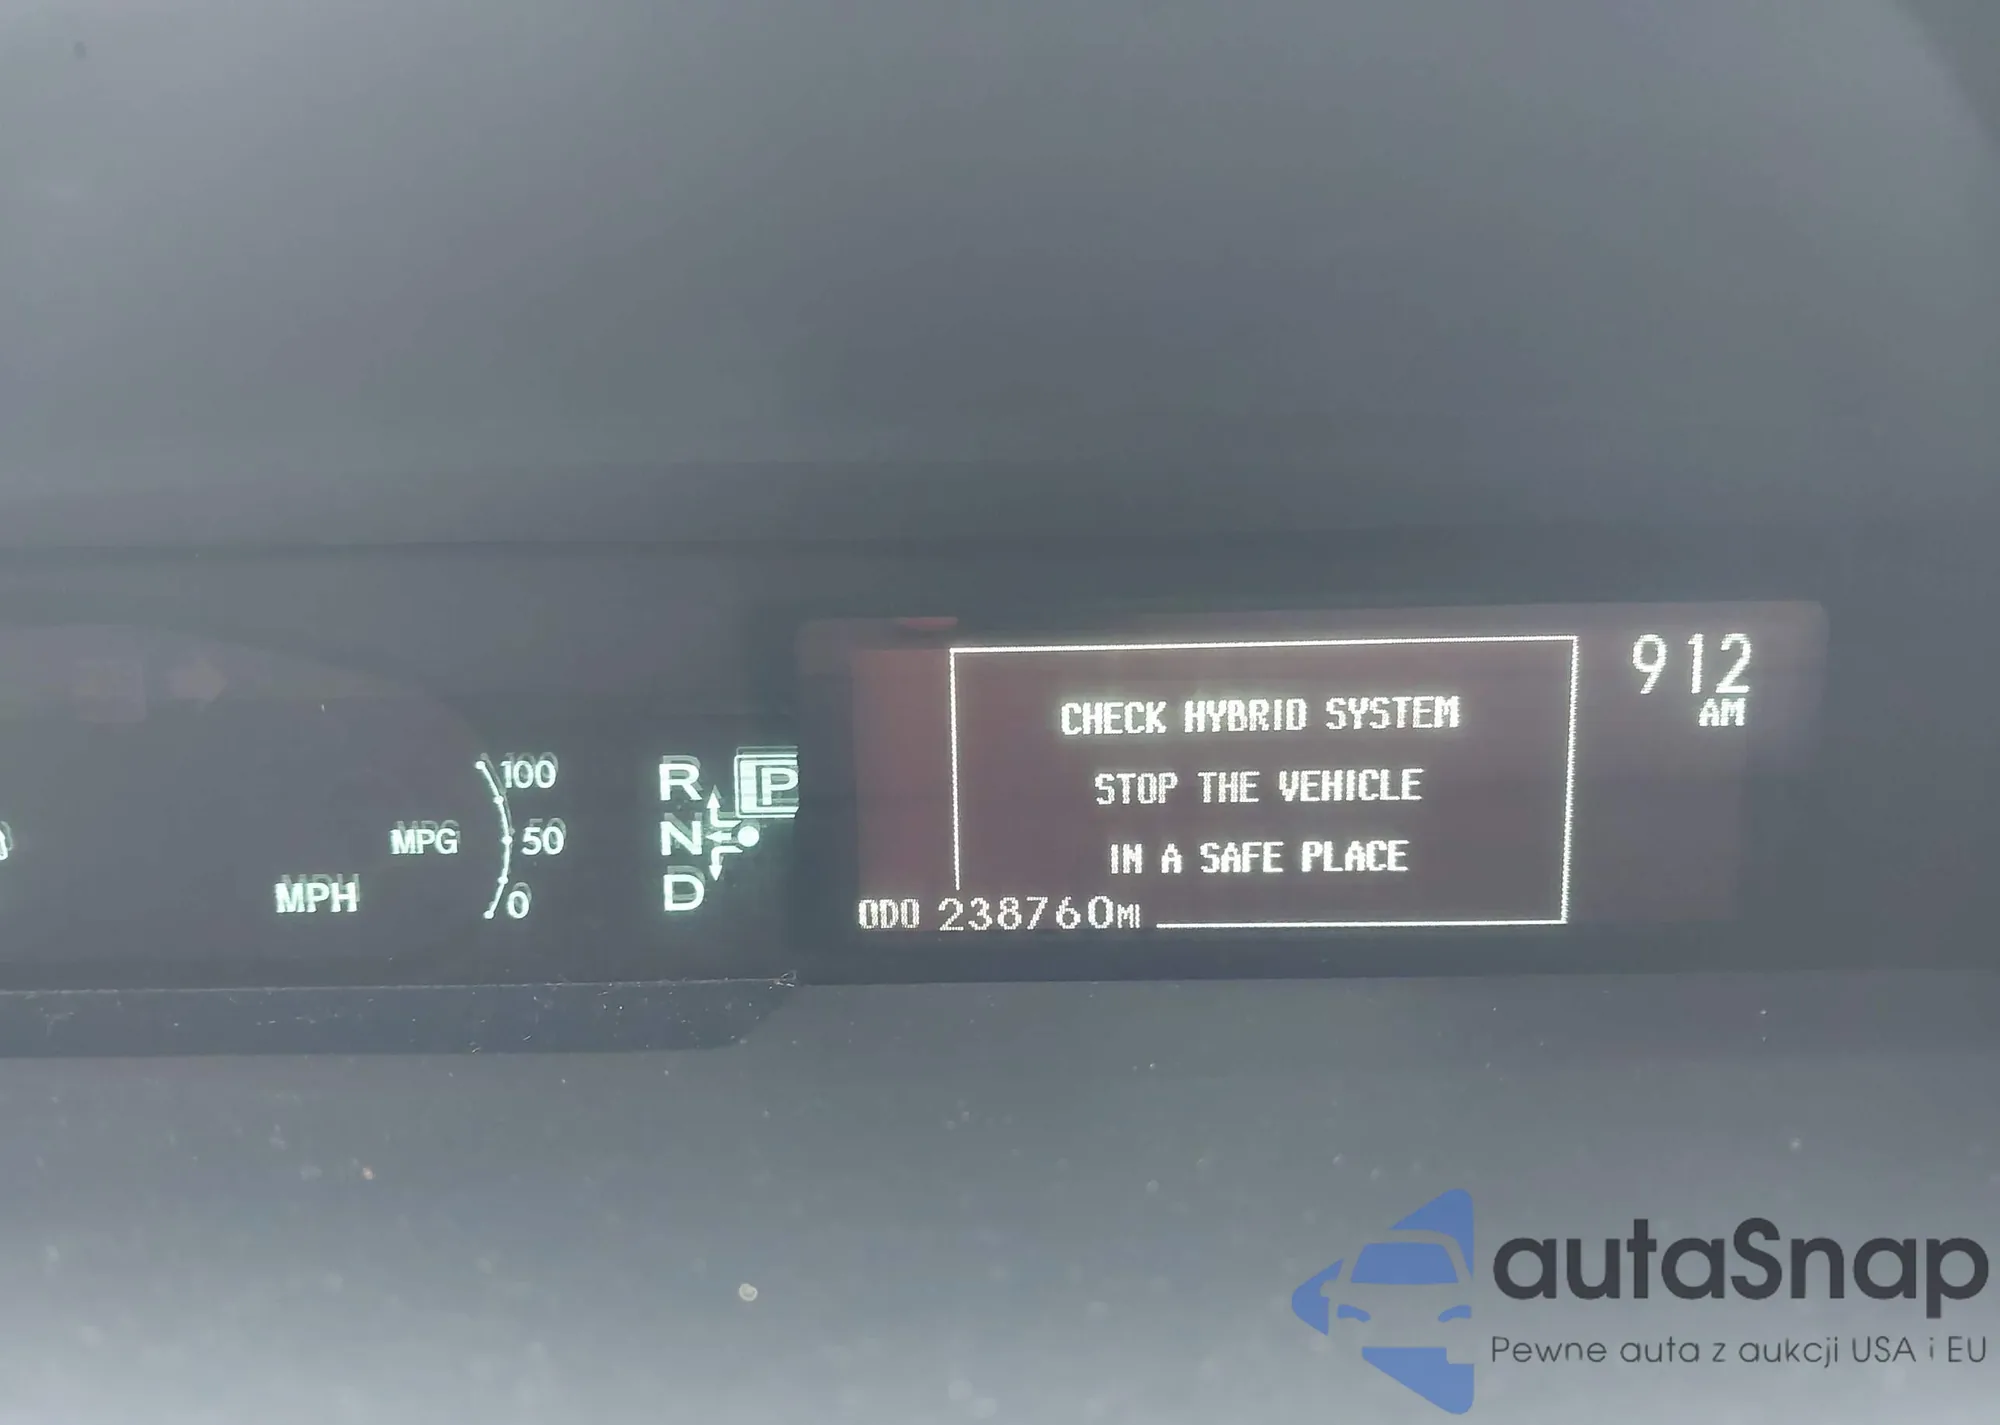 912
AM
CHECK HYBRID SYSTEM
STOP THE VEHICLE
IN A SAFE PLACE
ODO 238760MI
100
MPG 50
MPH 0
R P
N
D
autaSnap
Pewne auta z aukcji USA i EU